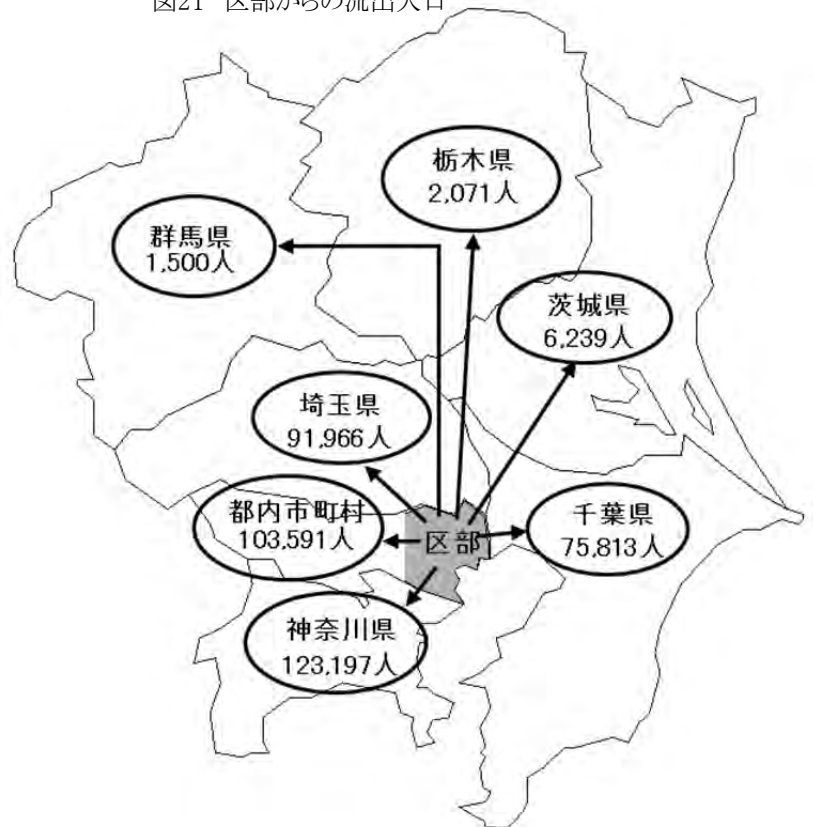 図21 区部からの流出人口
栃木県
2,071人
群馬県
1,500人
茨城県
6,239人
埼玉県
91,966人
都内市町村
103,591人
区部
千葉県
75,813人
神奈川県
123,197人